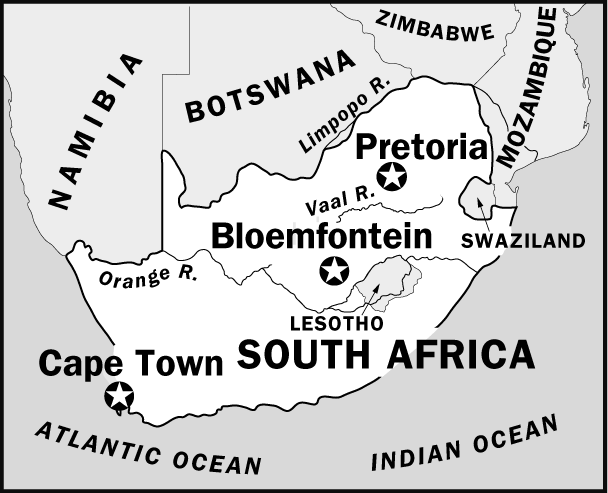 ZIMBABWE
MOZAMBIQUE
NAMIBIA
BOTSWANA
Limpopo R.
Pretoria
Vaal R.
Bloemfontein
SWAZILAND
Orange R.
LESOTHO
Cape Town
SOUTH AFRICA
ATLANTIC OCEAN
INDIAN OCEAN